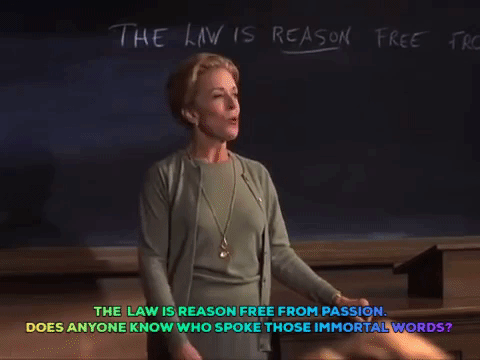 THE LAW IS REASON FREE
THE LAW IS REASON FREE FROM PASSION.
DOES ANYONE KNOW WHO SPOKE THOSE IMMORTAL WORDS?